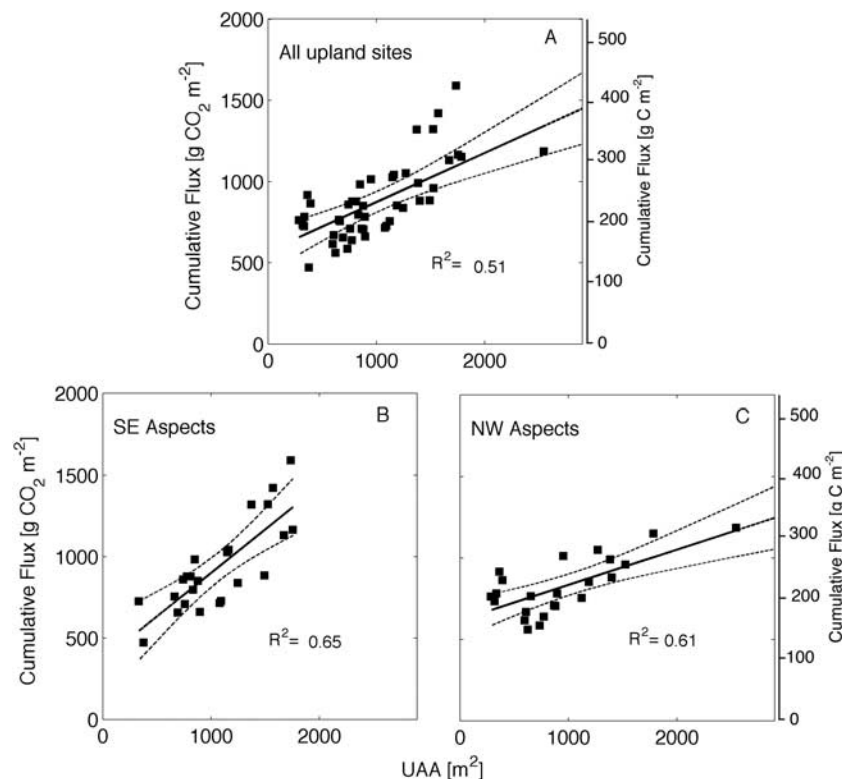 2000
1500
1000
500
0
Cumulative Flux [g CO2 m-2]
All upland sites
A
R2= 0.51
500
400
300
200
100
0
Cumulative Flux [g C m-2]
0
1000
2000
2000
1500
1000
500
0
Cumulative Flux [g CO2 m-2]
SE Aspects
B
R2= 0.65
0
1000
2000
NW Aspects
C
R2= 0.61
500
400
300
200
100
0
Cumulative Flux [g C m-2]
0
1000
2000
UAA [m2]